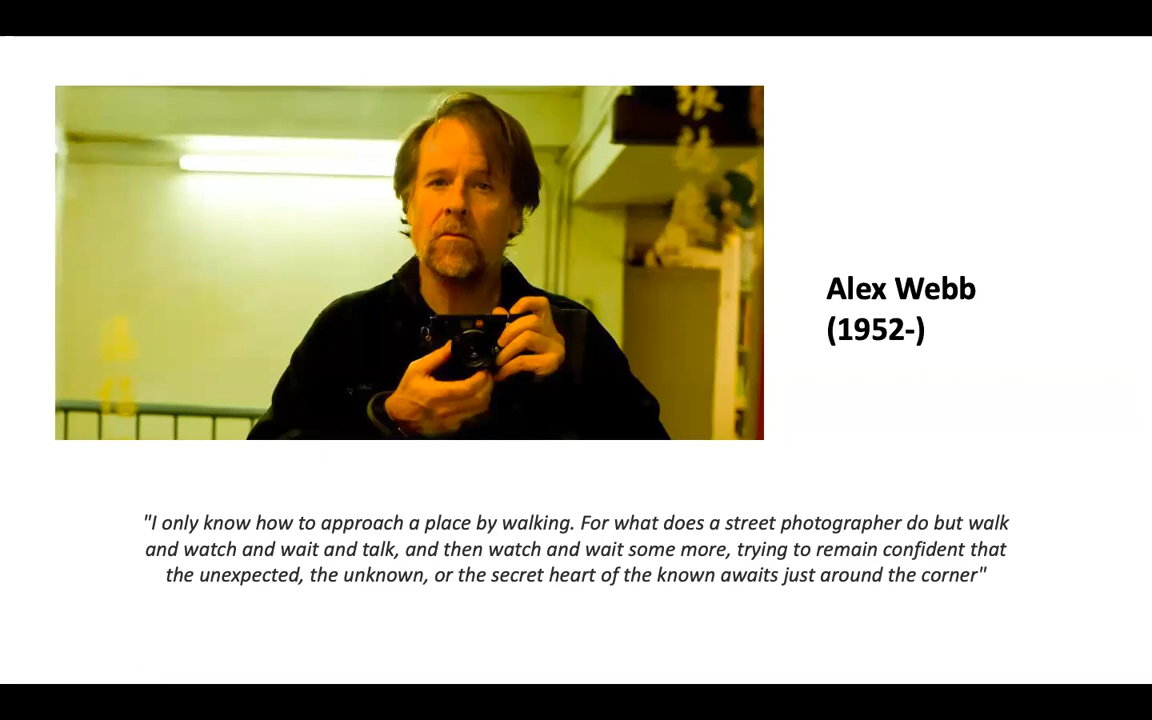 Alex Webb
(1952-)
"I only know how to approach a place by walking. For what does a street photographer do but walk
and watch and wait and talk, and then watch and wait some more, trying to remain confident that
the unexpected, the unknown, or the secret heart of the known awaits just around the corner"